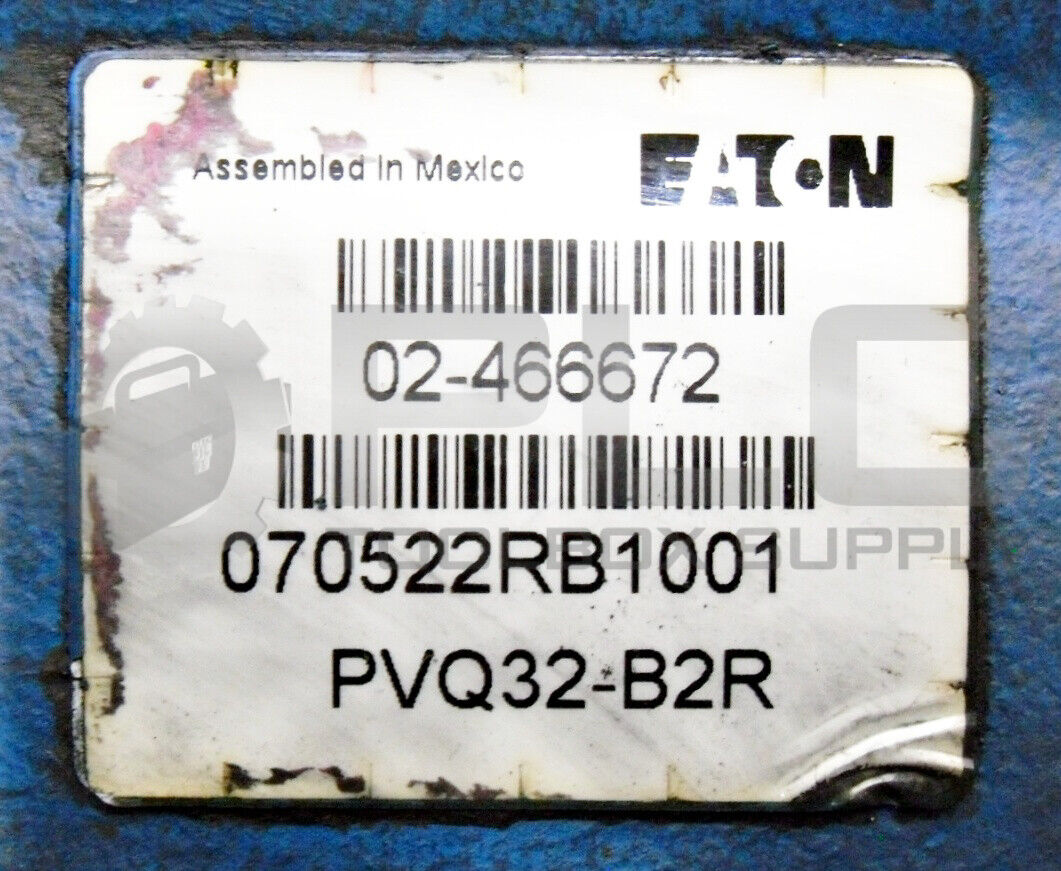 Assembled in Mexico
EATON
02-466672
070522RB1001
PVQ32-B2R
PLC
TOOLBOX SUPPL